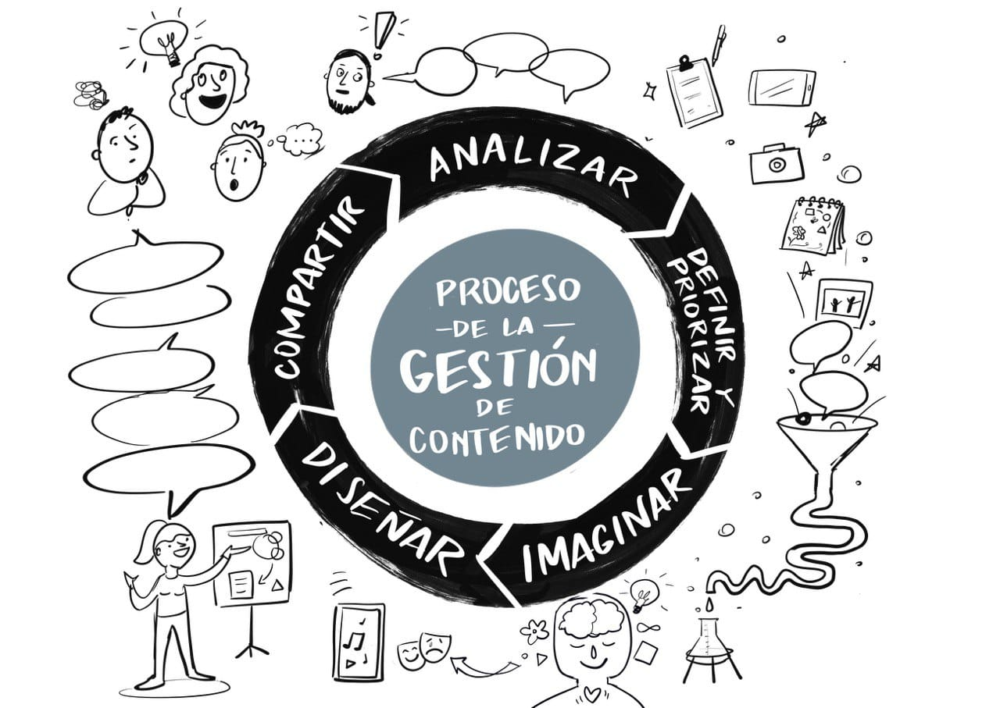 ANALIZAR
DEFINIR Y
PRIORIZAR
IMAGINAR
DISEÑAR
COMPARTIR
PROCESO
-DE LA-
GESTIÓN
DE
CONTENIDO